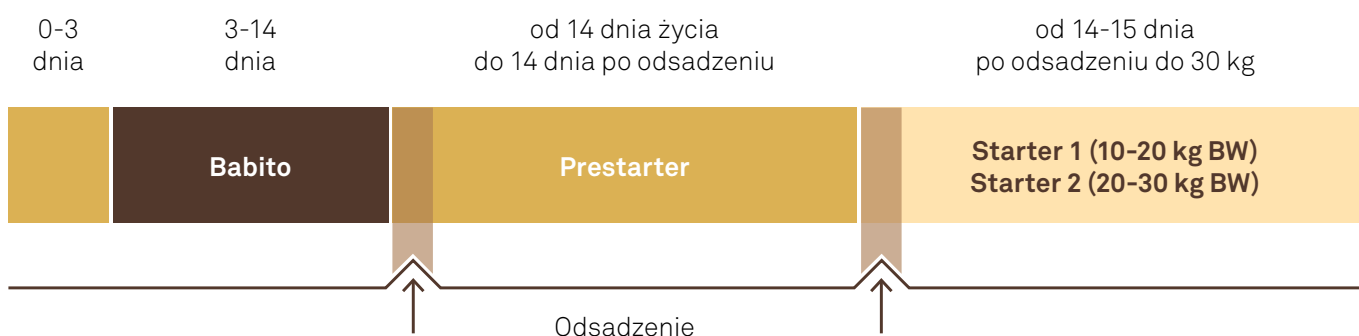 0-3
dnia
3-14
dnia
od 14 dnia życia
do 14 dnia po odsadzeniu
od 14-15 dnia
po odsadzeniu do 30 kg
Babito
Prestarter
Starter 1 (10-20 kg BW)
Starter 2 (20-30 kg BW)
Odsadzenie